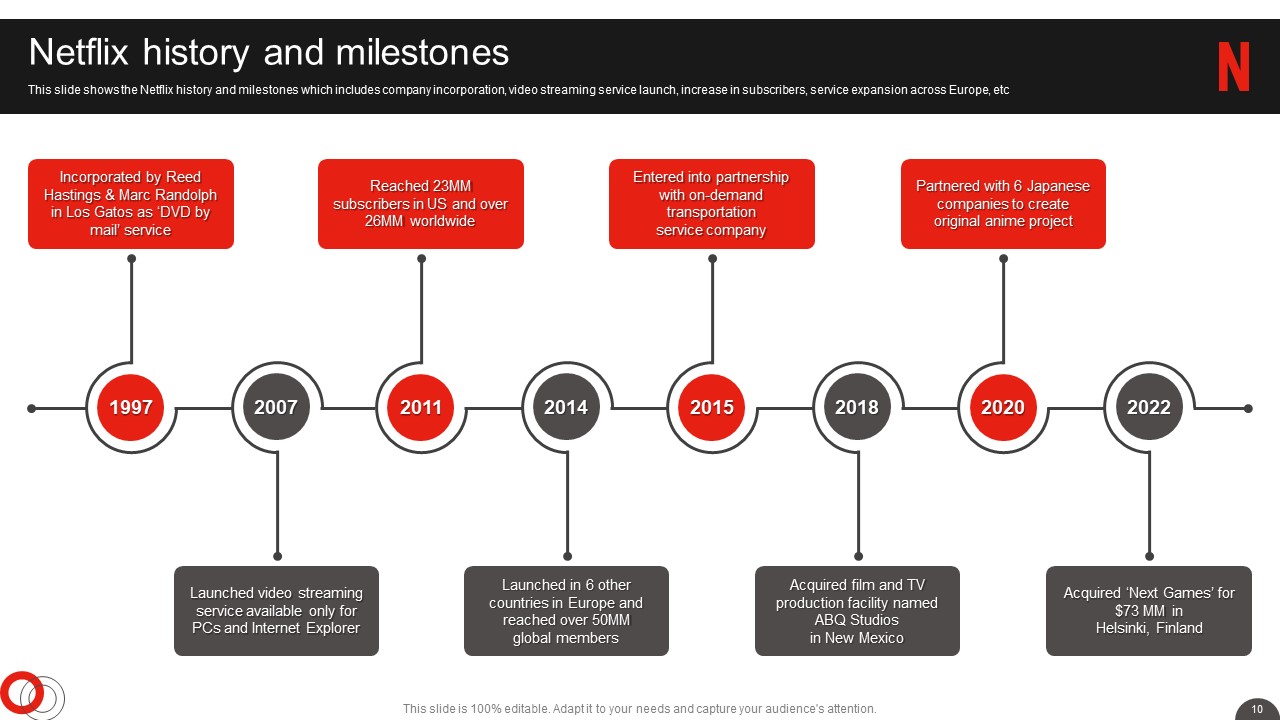 Netflix history and milestones
This slide shows the Netflix history and milestones which includes company incorporation, video streaming service launch, increase in subscribers, service expansion across Europe, etc
N
Incorporated by Reed
Hastings & Marc Randolph
in Los Gatos as ‘DVD by
mail’ service
Reached 23MM
subscribers in US and over
26MM worldwide
Entered into partnership
with on-demand
transportation
service company
Partnered with 6 Japanese
companies to create
original anime project
1997
2007
2011
2014
2015
2018
2020
2022
Launched video streaming
service available only for
PCs and Internet Explorer
Launched in 6 other
countries in Europe and
reached over 50MM
global members
Acquired film and TV
production facility named
ABQ Studios
in New Mexico
Acquired ‘Next Games’ for
$73 MM in
Helsinki, Finland
This slide is 100% editable. Adapt it to your needs and capture your audience's attention.
10